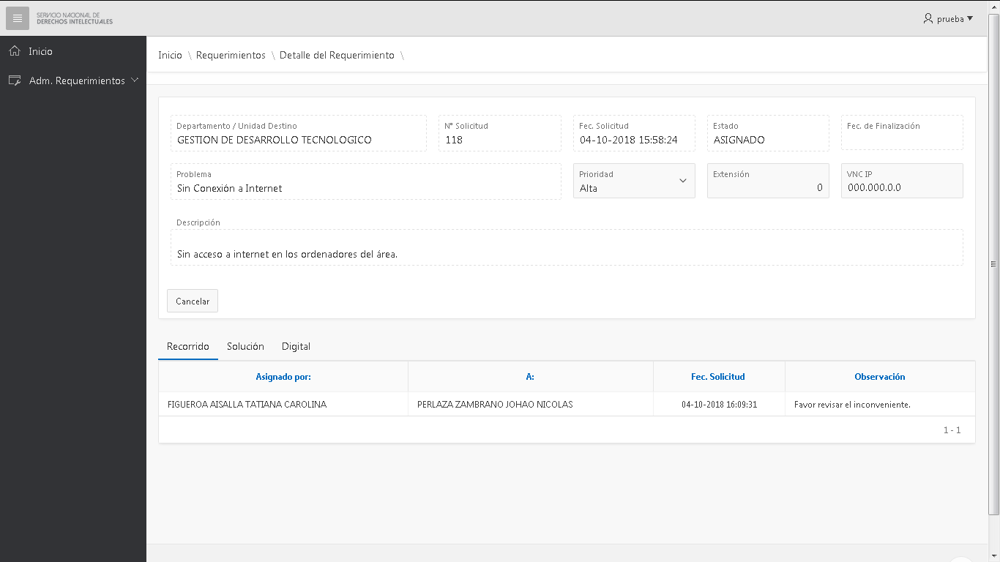 SERVICIO NACIONAL DE
DERECHOS INTELECTUALES
prueba
Inicio
Adm. Requerimientos
Inicio \ Requerimientos \ Detalle del Requerimiento \
Departamento / Unidad Destino
GESTION DE DESARROLLO TECNOLOGICO
N° Solicitud
118
Fec. Solicitud
04-10-2018 15:58:24
Estado
ASIGNADO
Fec. de Finalización
Problema
Sin Conexión a Internet
Prioridad
Alta
Extensión
0
VNC IP
000.000.0.0
Descripción
Sin acceso a internet en los ordenadores del área.
Cancelar
Recorrido Solución Digital
Asignado por: A: Fec. Solicitud Observación
FIGUEROA AISALLA TATIANA CAROLINA PERLAZA ZAMBRANO JOHAO NICOLAS 04-10-2018 16:09:31 Favor revisar el inconveniente.
1 - 1